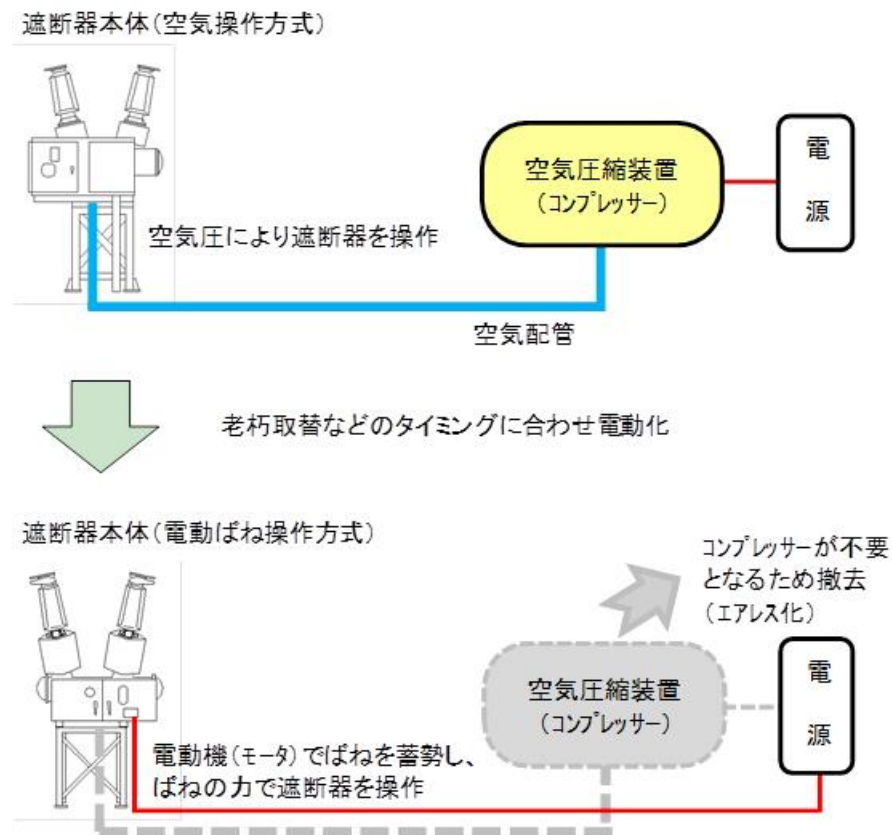 遮断器本体(空気操作方式)
空気圧縮装置
(コンプレッサー)
電
源
空気圧により遮断器を操作
空気配管
老朽取替などのタイミングに合わせ電動化
遮断器本体(電動ばね操作方式)
コンプレッサーが不要
となるため撤去
(エアレス化)
空気圧縮装置
(コンプレッサー)
電
源
電動機(モータ)でばねを蓄勢し、
ばねの力で遮断器を操作